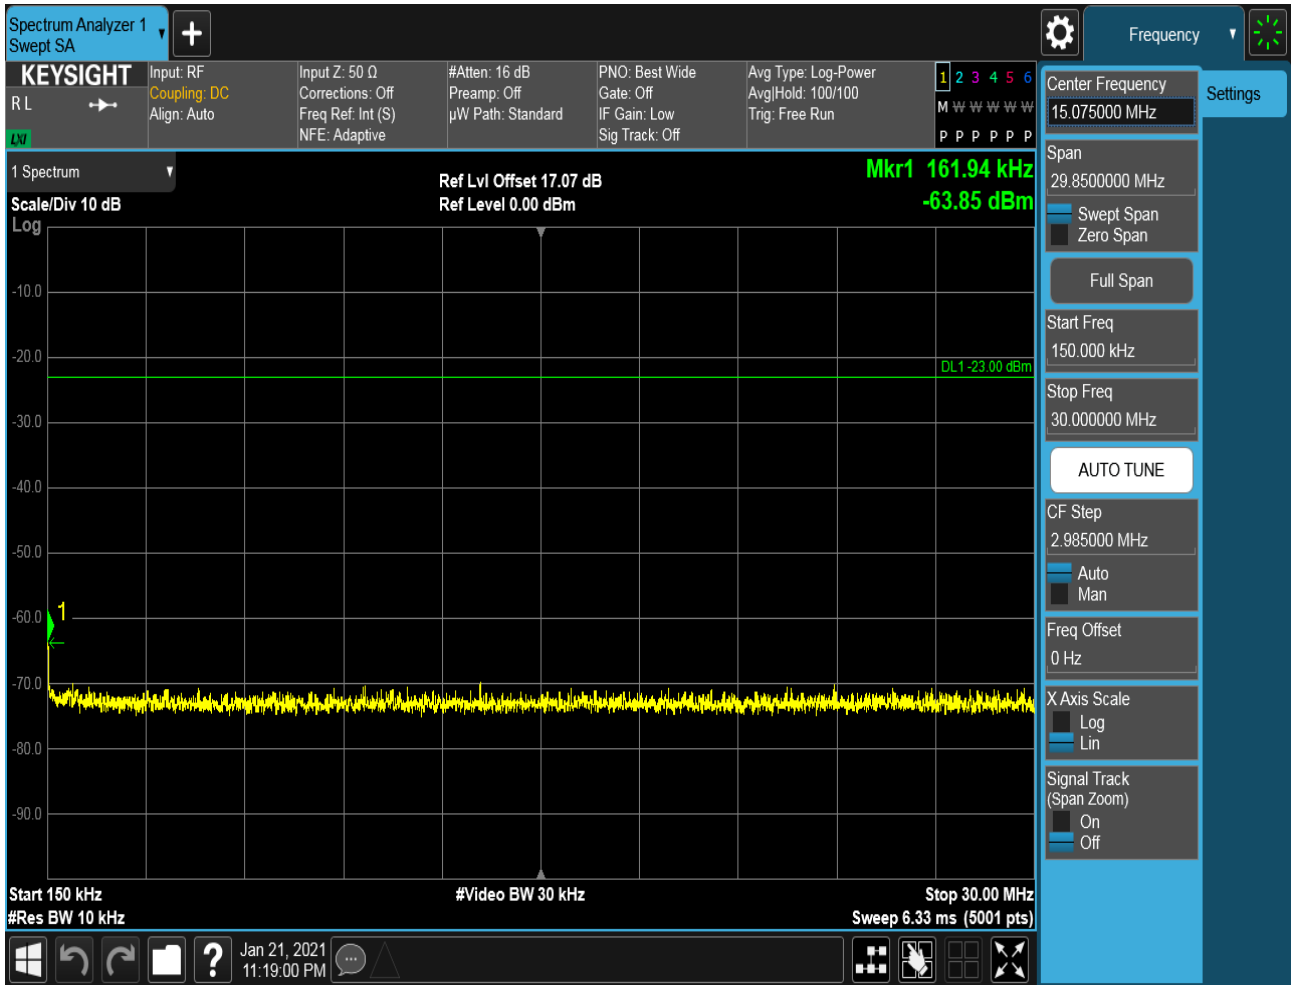 Spectrum Analyzer 1
Swept SA
Frequency
KEYSIGHT
R L
LXI
Input: RF
Coupling: DC
Align: Auto
Input Z: 50 Ω
Corrections: Off
Freq Ref: Int (S)
NFE: Adaptive
#Atten: 16 dB
Preamp: Off
µW Path: Standard
PNO: Best Wide
Gate: Off
IF Gain: Low
Sig Track: Off
Avg Type: Log-Power
Avg|Hold: 100/100
Trig: Free Run
1 2 3 4 5 6
M W W W W W
P P P P P P
1 Spectrum
Scale/Div 10 dB
Log
Ref Lvl Offset 17.07 dB
Ref Level 0.00 dBm
Mkr1 161.94 kHz
-63.85 dBm
-10.0
-20.0
DL1 -23.00 dBm
-30.0
-40.0
-50.0
-60.0
1
-70.0
-80.0
-90.0
Start 150 kHz
#Video BW 30 kHz
Stop 30.00 MHz
#Res BW 10 kHz
Sweep 6.33 ms (5001 pts)
?
Jan 21, 2021
11:19:00 PM
Center Frequency
15.075000 MHz
Settings
Span
29.8500000 MHz
Swept Span
Zero Span
Full Span
Start Freq
150.000 kHz
Stop Freq
30.000000 MHz
AUTO TUNE
CF Step
2.985000 MHz
Auto
Man
Freq Offset
0 Hz
X Axis Scale
Log
Lin
Signal Track
(Span Zoom)
On
Off